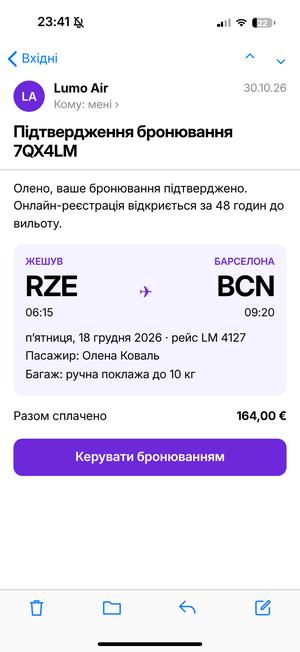 23:41
22
Вхідні
LA
Lumo Air
30.10.26
Кому: мені ›
Підтвердження бронювання
7QX4LM
Олено, ваше бронювання підтверджено.
Онлайн-реєстрація відкриється за 48 годин до
вильоту.
ЖЕШУВ БАРСЕЛОНА
RZE BCN
06:15 09:20
п’ятниця, 18 грудня 2026 · рейс LM 4127
Пасажир: Олена Коваль
Багаж: ручна поклажа до 10 кг
Разом сплачено 164,00 €
Керувати бронюванням